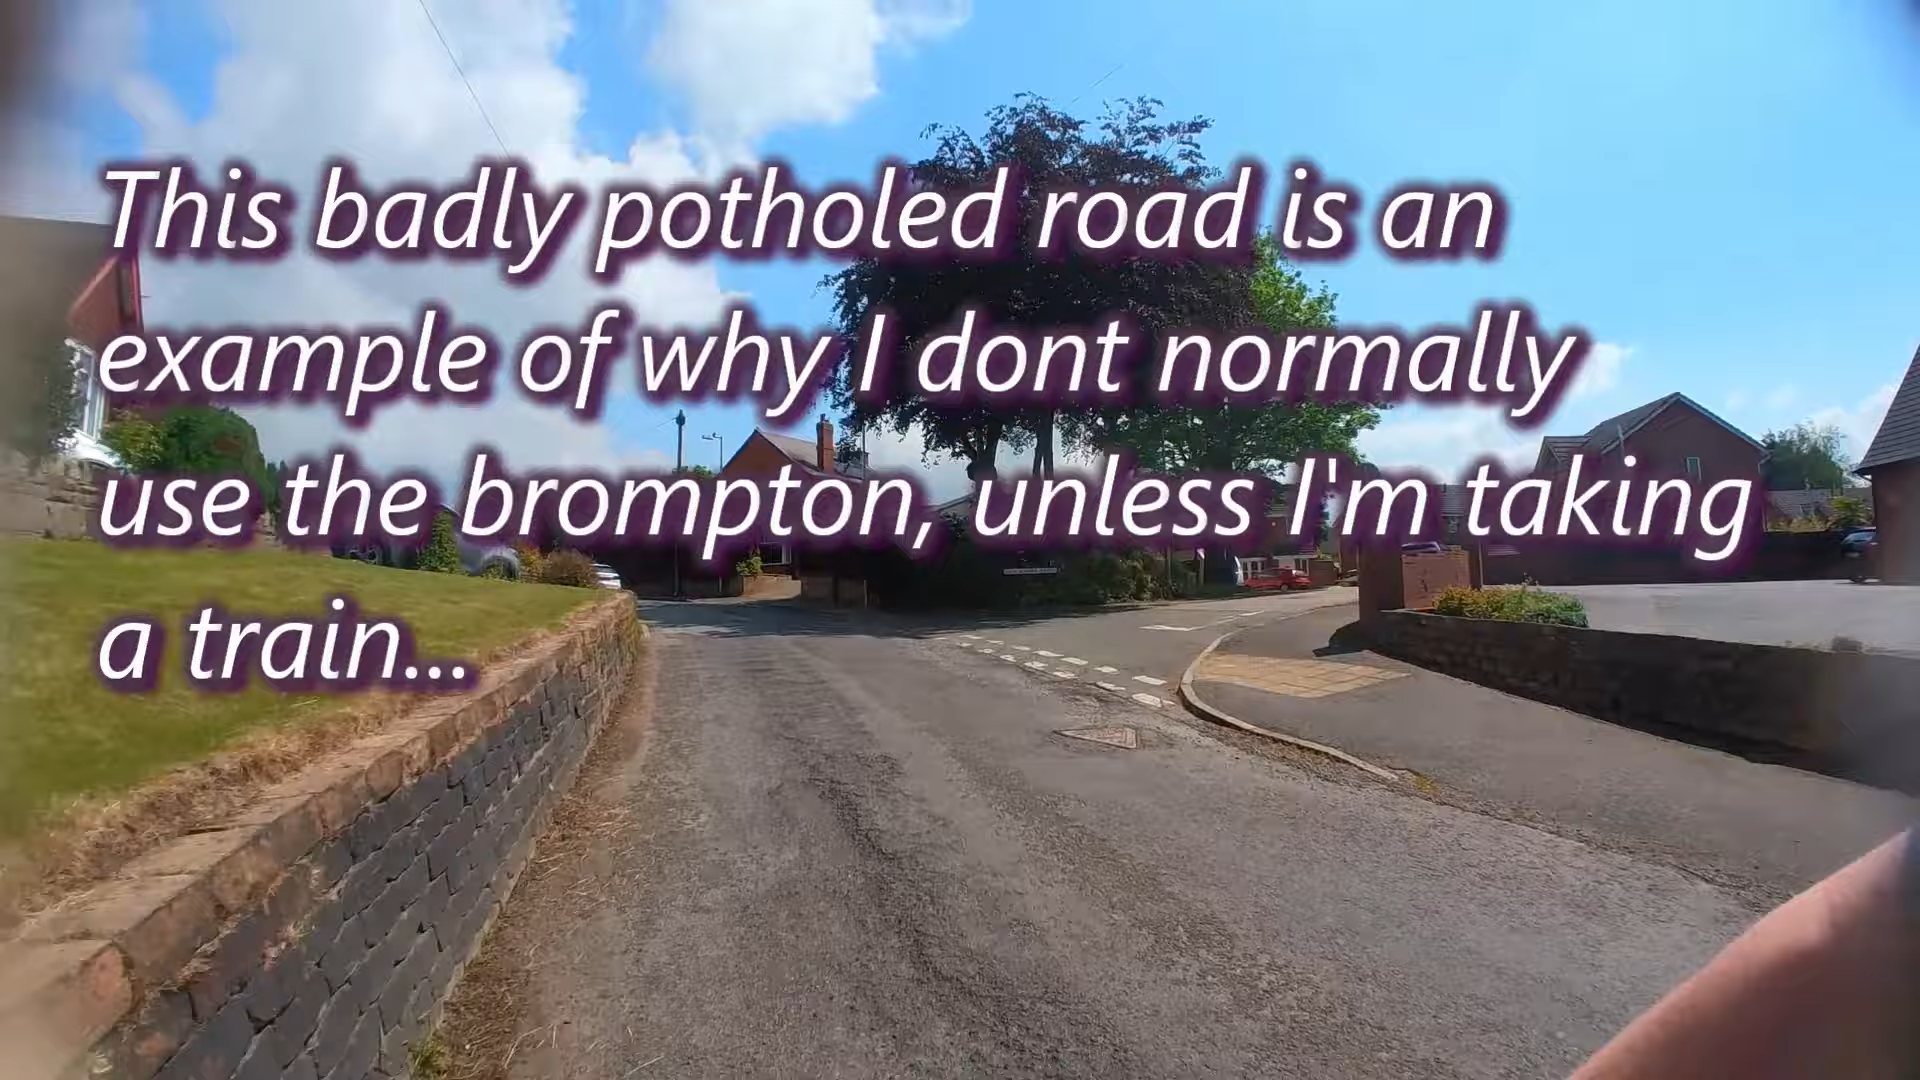 This badly potholed road is an
example of why I dont normally
use the brompton, unless I'm taking
a train...